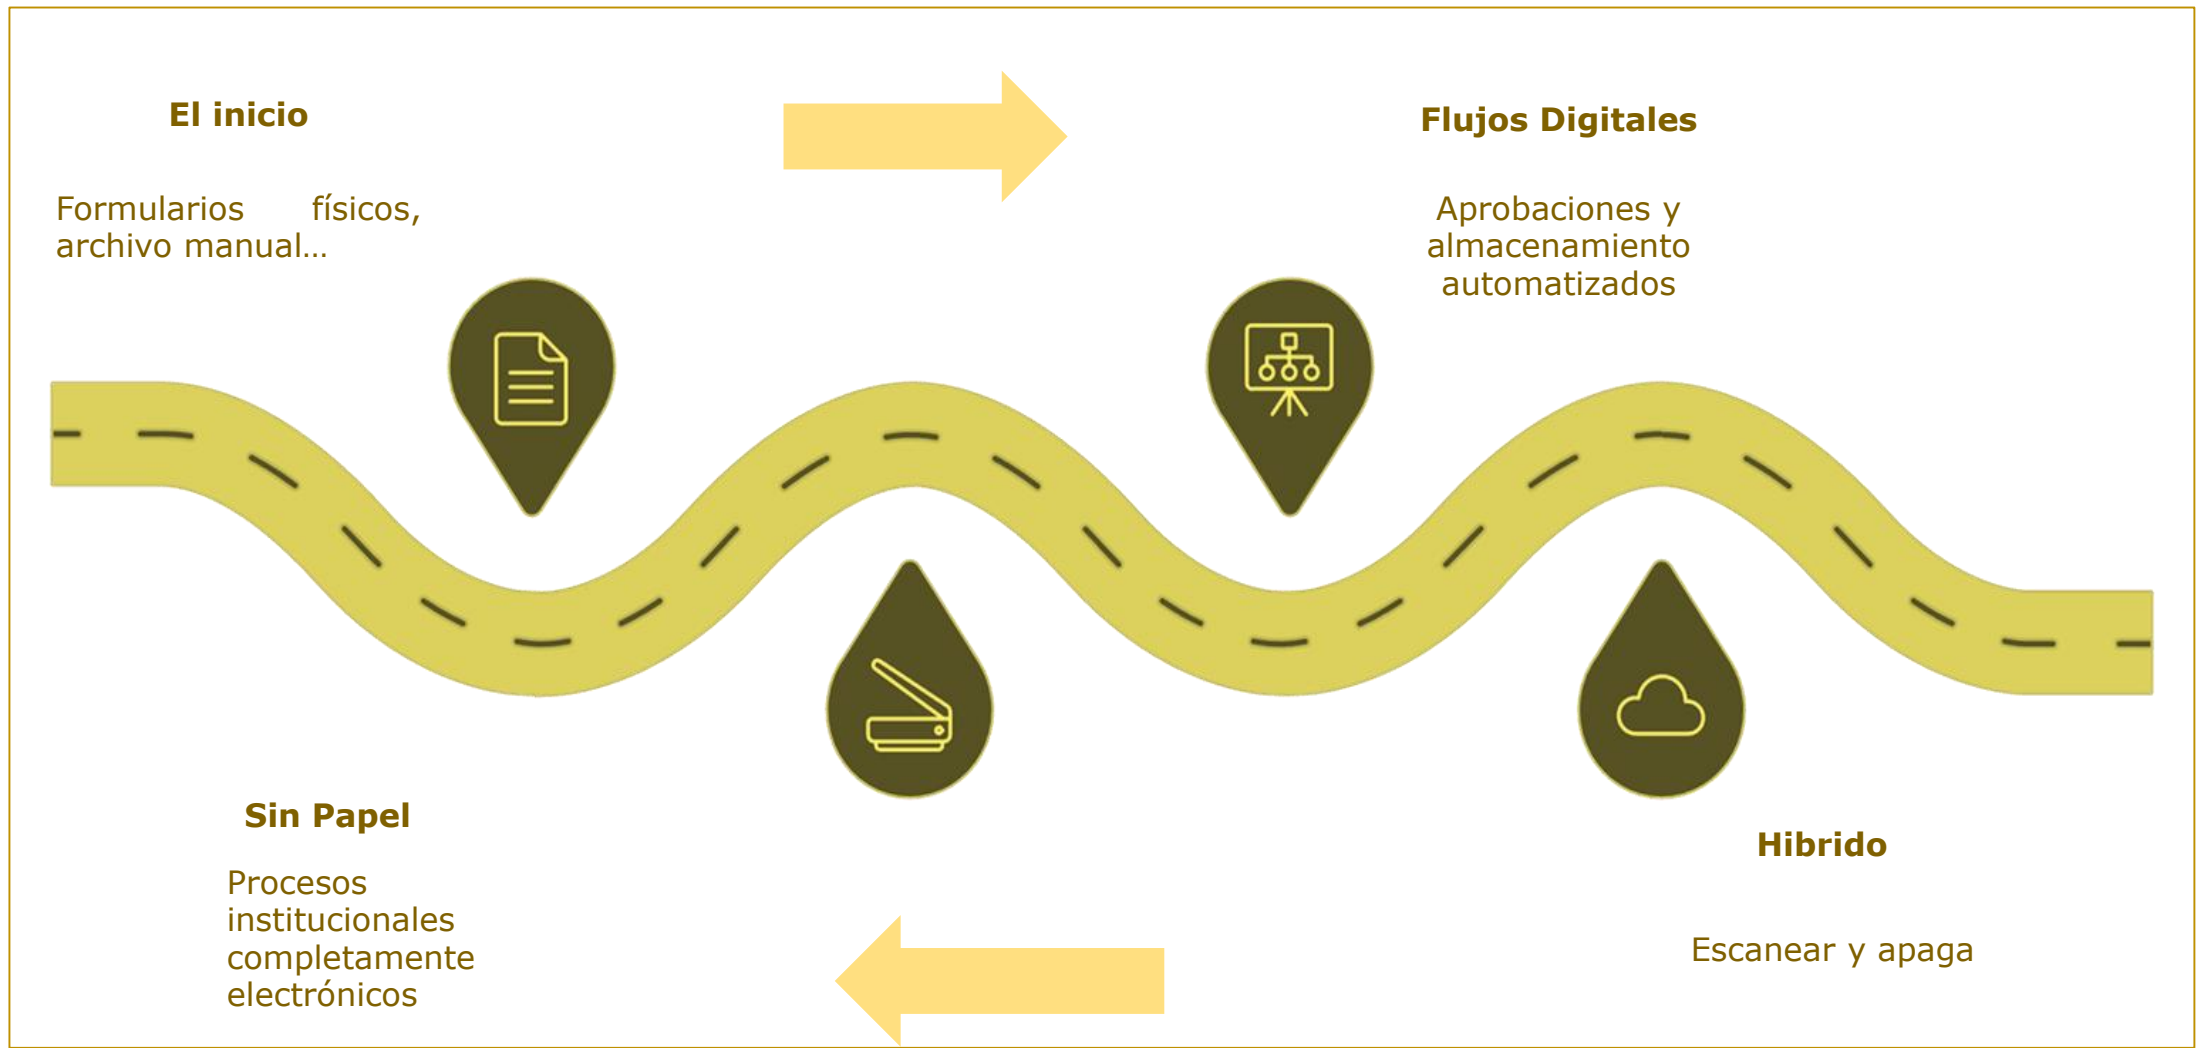 El inicio
Formularios físicos,
archivo manual…
Flujos Digitales
Aprobaciones y
almacenamiento
automatizados
Sin Papel
Procesos
institucionales
completamente
electrónicos
Hibrido
Escanear y apaga